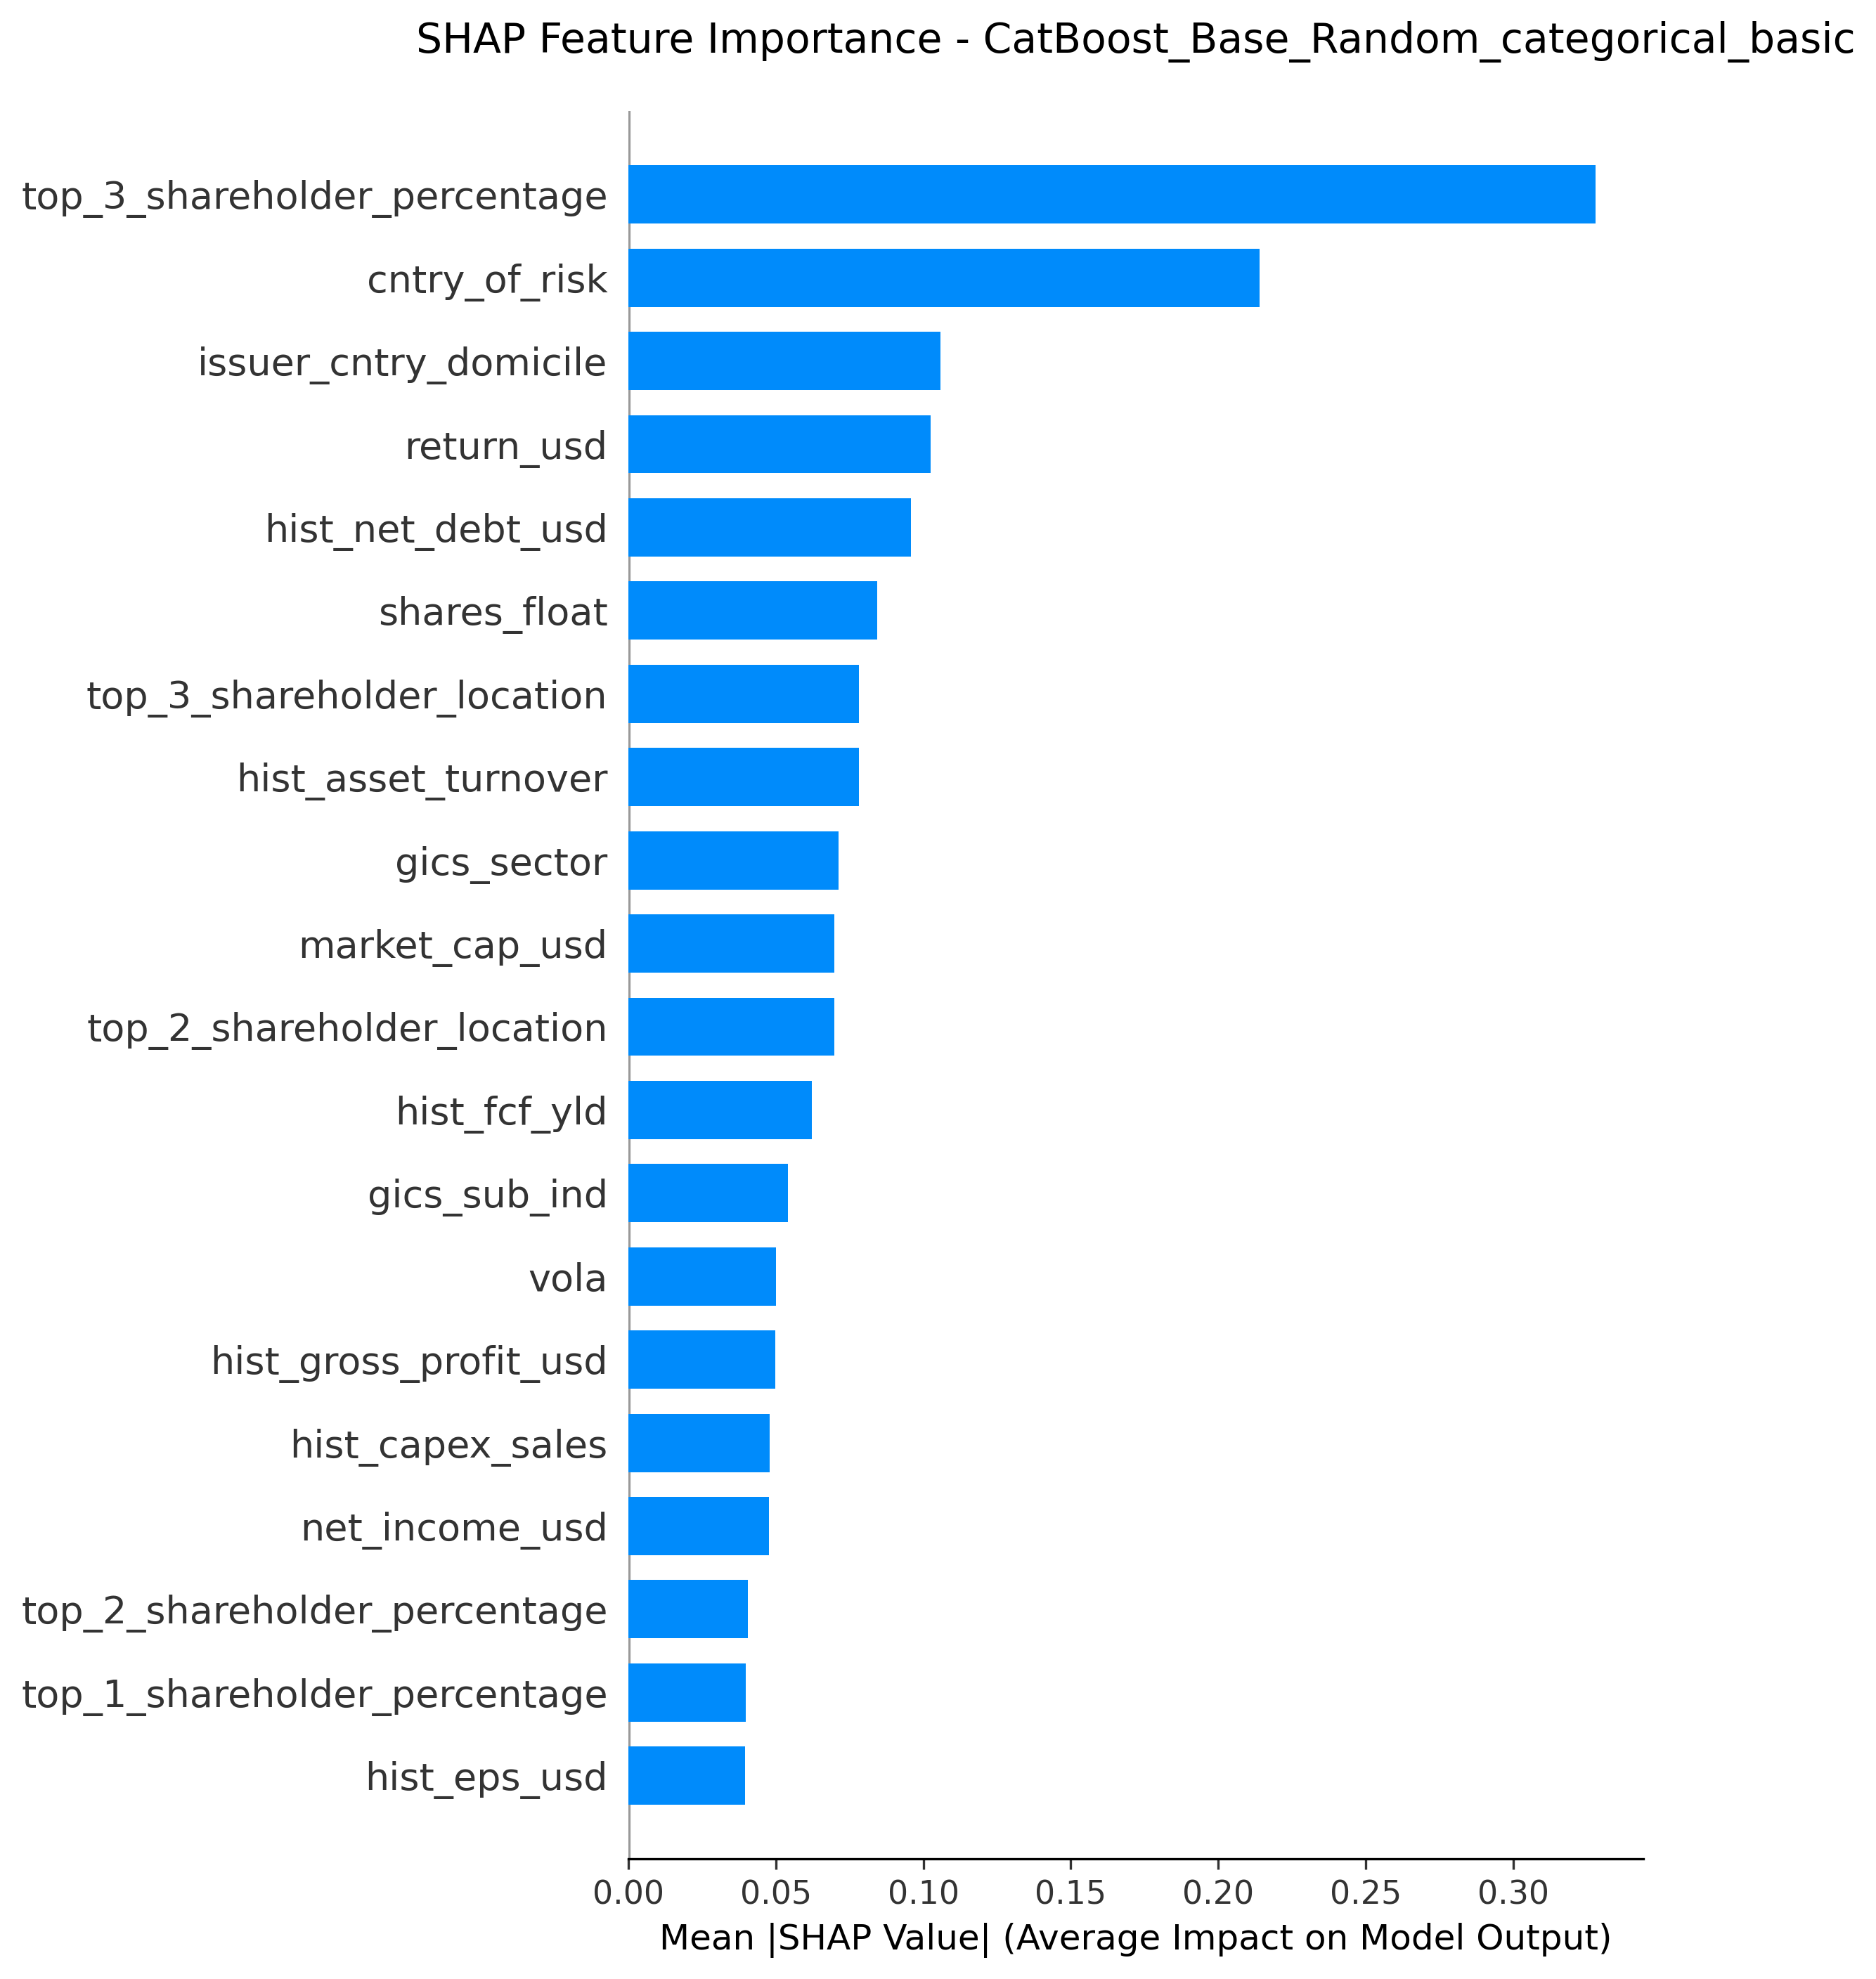 SHAP Feature Importance - CatBoost_Base_Random_categorical_basic
top_3_shareholder_percentage
cntry_of_risk
issuer_cntry_domicile
return_usd
hist_net_debt_usd
shares_float
top_3_shareholder_location
hist_asset_turnover
gics_sector
market_cap_usd
top_2_shareholder_location
hist_fcf_yld
gics_sub_ind
vola
hist_gross_profit_usd
hist_capex_sales
net_income_usd
top_2_shareholder_percentage
top_1_shareholder_percentage
hist_eps_usd
0.00 0.05 0.10 0.15 0.20 0.25 0.30
Mean |SHAP Value| (Average Impact on Model Output)